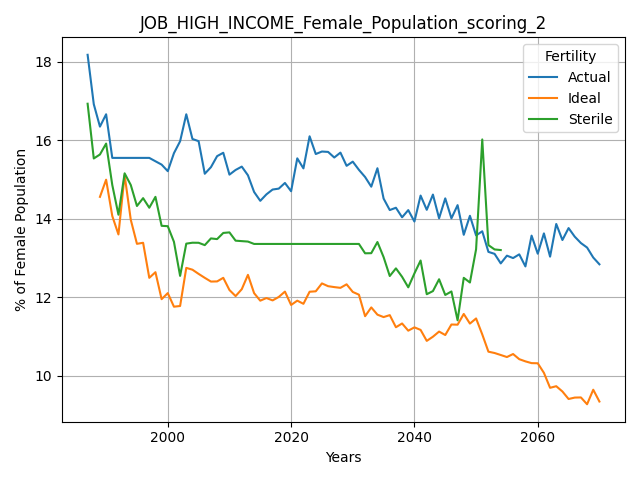 JOB_HIGH_INCOME_Female_Population_scoring_2
Fertility
Actual
Ideal
Sterile
% of Female Population
18
16
14
12
10
2000 2020 2040 2060
Years